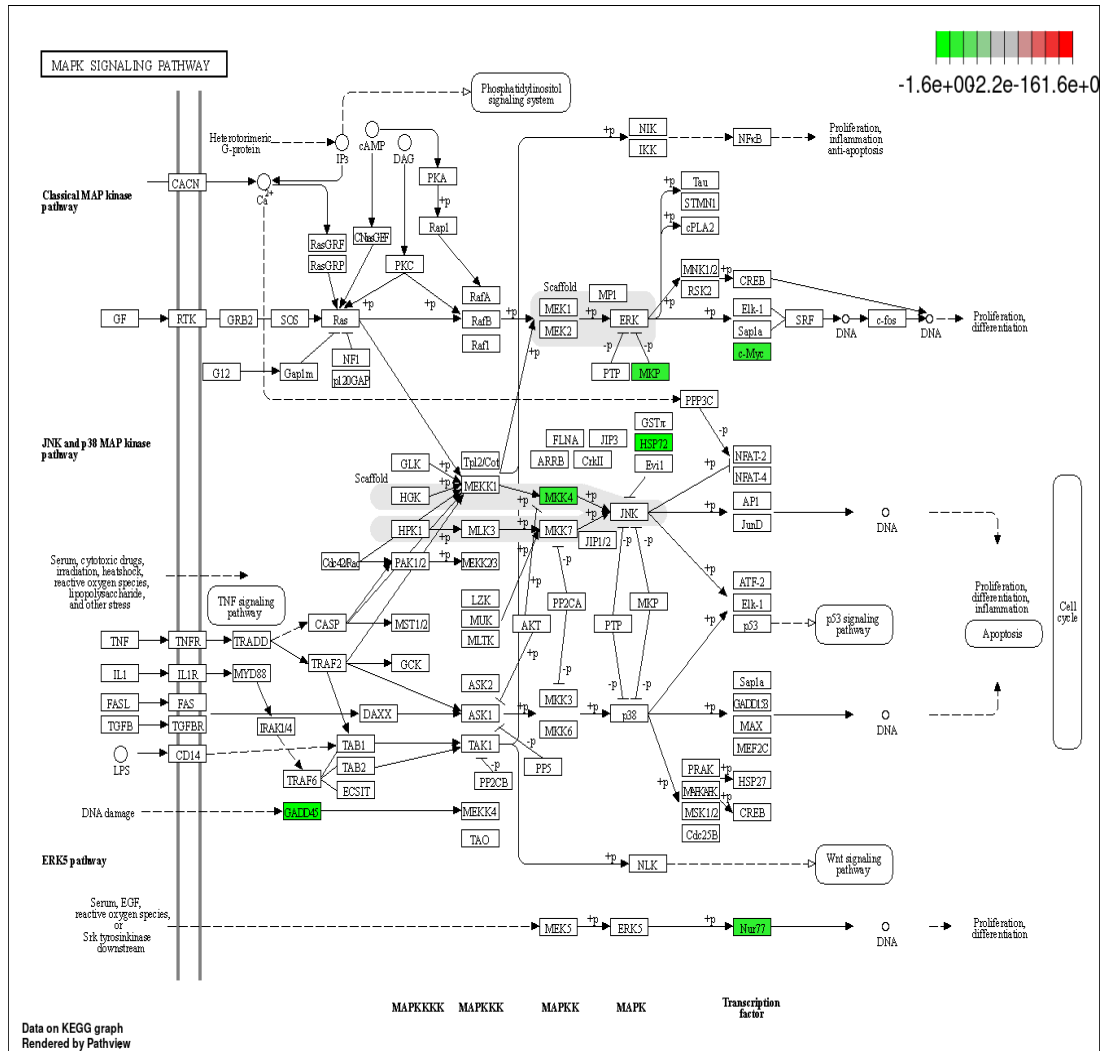 MAPK SIGNALING PATHWAY
-1.6e+00
-2.2e-16
1.6e+0
Phosphatidylinositol
signaling system
Heterotorimeric
G-protein
IP3
cAMP
DAG
+p
NIK
IKK
NFκB
Proliferation,
inflammation
anti-apoptosis
Classical MAP kinase
pathway
CACN
Ca2+
PKA
+p
Rap1
+p
Tau
STMN1
+p
cPLA2
RasGRF
RasGRP
CNrasGEF
PKC
MNK1/2
RSK2
+p
CREB
Scaffold
MP1
RafA
RafB
Raf1
+p
+p
+p
MEK1
MEK2
+p
ERK
+p
+p
GF
RTK
GRB2
SOS
Ras
Elk-1
Sap1a
c-Myc
SRF
DNA
c-fos
DNA
Proliferation,
differentiation
G12
Gap1m
NF1
p120GAP
+p
-p
-p
PTP
MKP
PPP3C
-p
JNK and p38 MAP kinase
pathway
GSTπ
HSP72
Evi1
FLNA
JIP3
ARRB
CrkII
NFAT-2
NFAT-4
GLK
HGK
HPK1
Scaffold
+p
+p
+p
+p
Tpl2/Cot
MEKK1
MLK3
+p
+p
MKK4
MKK7
+p
+p
JNK
JIP1/2
+p
AP1
JunD
DNA
Cdc42/Rac
PAK1/2
+p
MEKK2/3
-p
-p
-p
+p
Serum, cytotoxic drugs,
irradiation, heatshock,
reactive oxygen species,
lipopolysaccharide,
and other stress
TNF signaling
pathway
LZK
MUK
MLTK
PP2CA
AKT
PTP
MKP
ATF-2
Elk-1
p53
p53 signaling
pathway
Proliferation,
differentiation,
inflammation
Apoptosis
Cell
cycle
CASP
MST1/2
TNF
TNFR
TRADD
+p
+p
TRAF2
GCK
IL1
IL1R
MYD88
-p
-p
-p
ASK2
ASK1
+p
MKK3
MKK6
+p
p38
+p
Sap1a
GADD153
MAX
MEF2C
DNA
FASL
FAS
DAXX
TGFB
TGFBR
IRAK1/4
LPS
CD14
TAB1
TAB2
ECSIT
TRAF6
TAK1
-p
-p
PP2CB
PP5
PRAK
MAPKAPK
MSK1/2
Cdc25B
+p
+p
+p
HSP27
CREB
DNA damage
GADD45
MEKK4
TAO
ERK5 pathway
+p
NLK
Wnt signaling
pathway
Serum, EGF,
reactive oxygen species,
or
Srk tyrosinkinase
downstream
MEK5
+p
ERK5
+p
Nur77
DNA
Proliferation,
differentiation
MAPKKKK
MAPKKK
MAPKK
MAPK
Transcription
factor
Data on KEGG graph
Rendered by Pathview